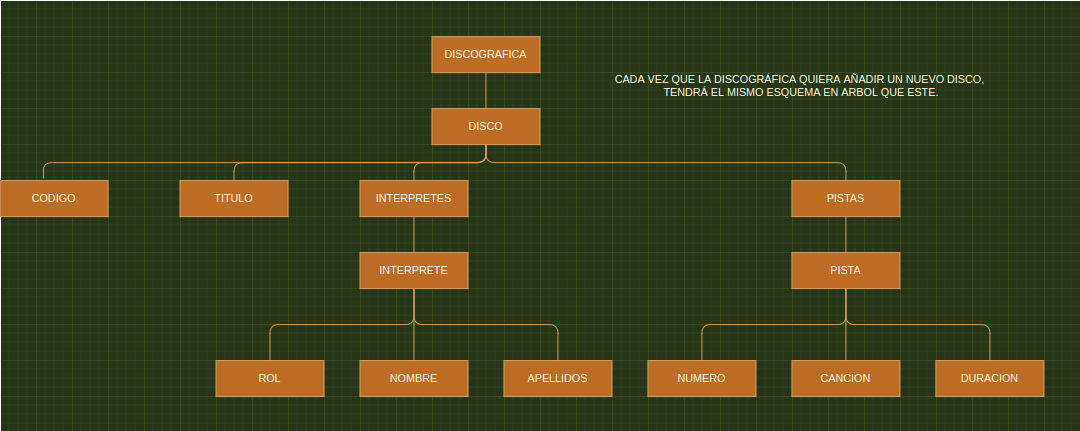 DISCOGRAFICA
CADA VEZ QUE LA DISCOGRÁFICA QUIERA AÑADIR UN NUEVO DISCO,
TENDRÁ EL MISMO ESQUEMA EN ARBOL QUE ESTE.
DISCO
CODIGO
TITULO
INTERPRETES
PISTAS
INTERPRETE
PISTA
ROL
NOMBRE
APELLIDOS
NUMERO
CANCION
DURACION